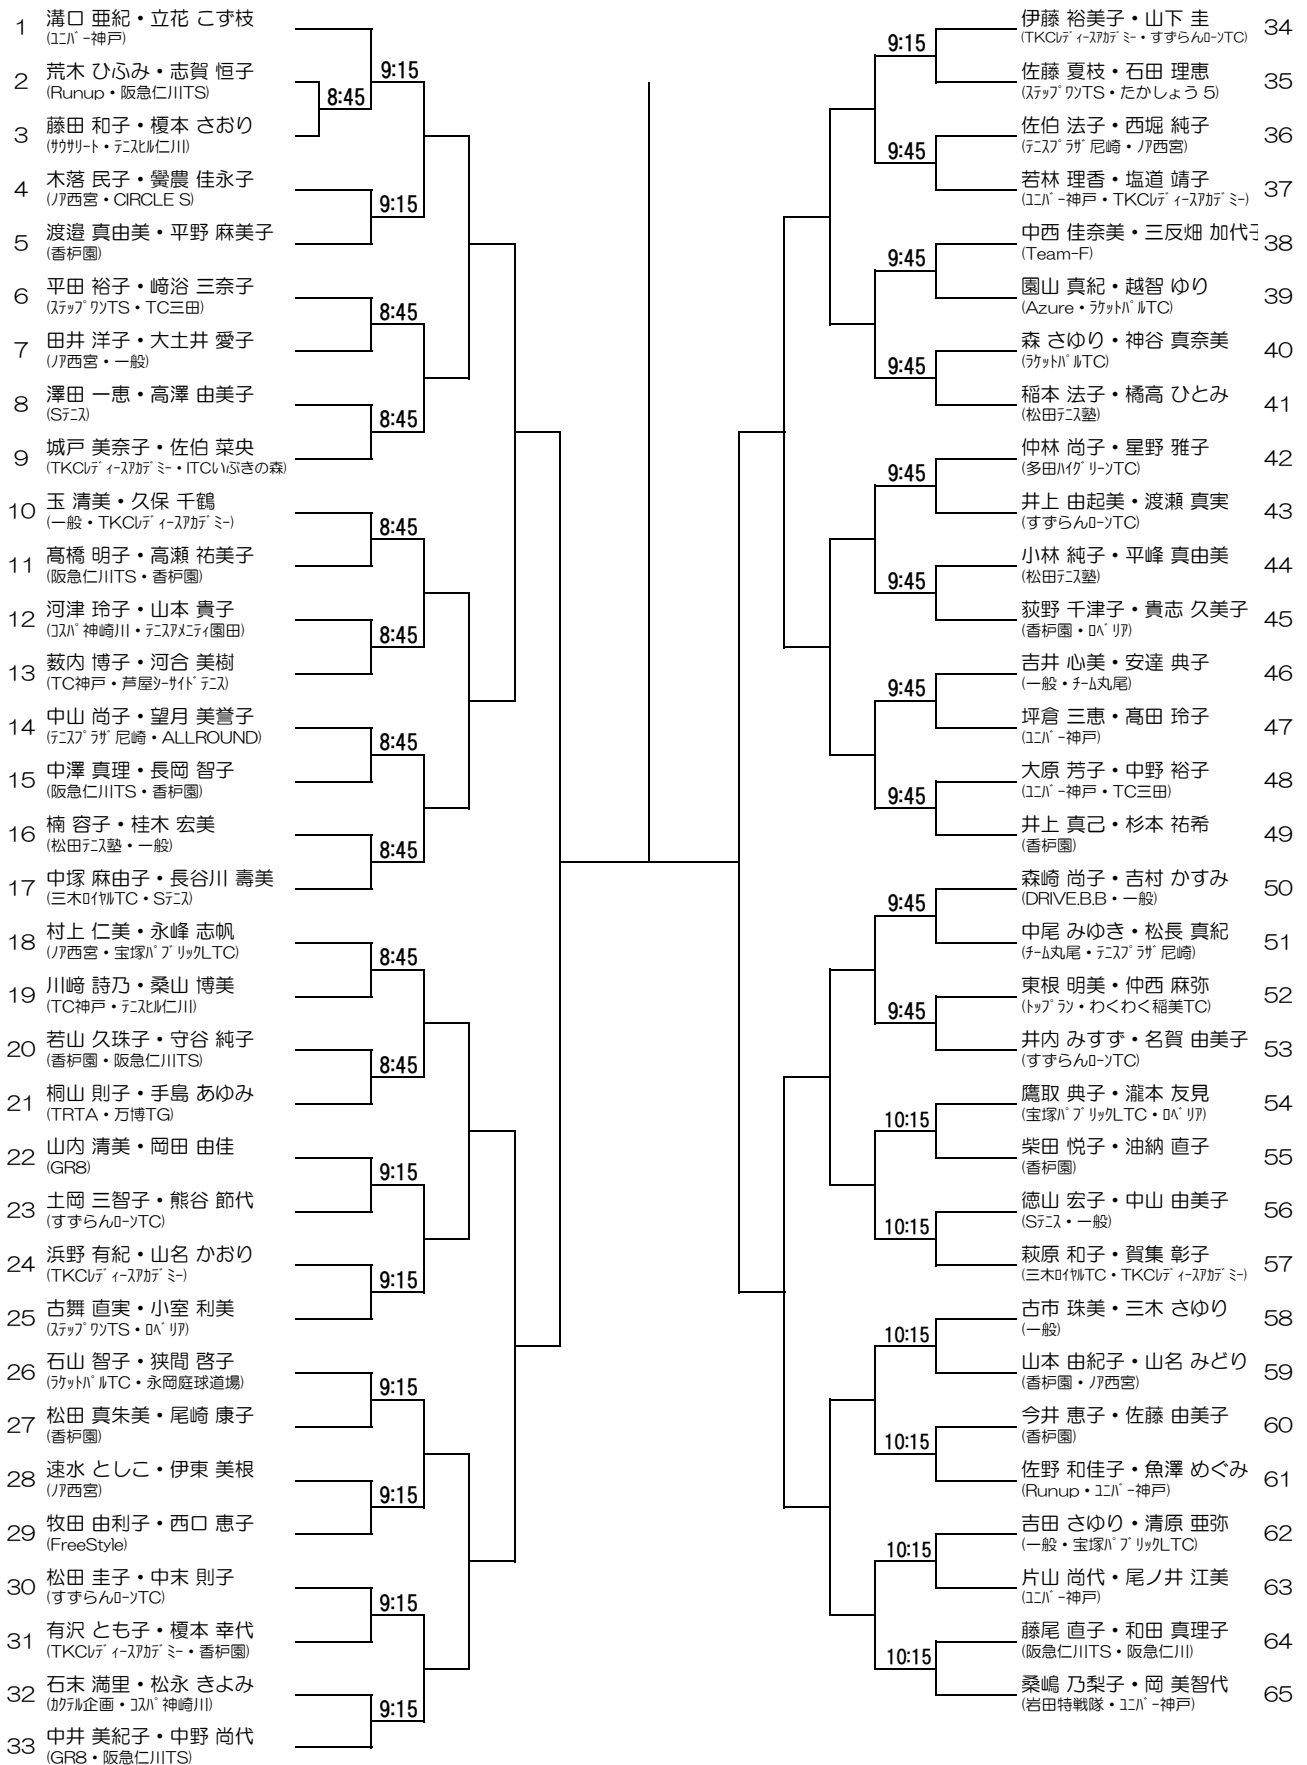 1 溝口 亜紀・立花 こず枝
(ﾕﾆﾊﾞｰ神戸)
9:15
2 荒木 ひふみ・志賀 恒子
(Runup・阪急仁川TS)
8:45
3 藤田 和子・榎本 さおり
(ｻｳｻﾘｰﾄ・ﾃﾆｽﾋﾙ仁川)
4 木落 民子・黌農 佳永子
(ﾉｱ西宮・CIRCLE S)
9:15
5 渡邉 真由美・平野 麻美子
(香枦園)
6 平田 裕子・﨑浴 三奈子
(ｽﾃｯﾌﾟﾜﾝTS・TC三田)
8:45
7 田井 洋子・大土井 愛子
(ﾉｱ西宮・一般)
8 澤田 一恵・高澤 由美子
(Sﾃﾆｽ)
8:45
9 城戸 美奈子・佐伯 菜央
(TKCﾚﾃﾞｨｰｽｱｶﾃﾞﾐｰ・ITCいぶきの森)
10 玉 清美・久保 千鶴
(一般・TKCﾚﾃﾞｨｰｽｱｶﾃﾞﾐｰ)
8:45
11 髙橋 明子・高瀬 祐美子
(阪急仁川TS・香枦園)
12 河津 玲子・山本 貴子
(ｺｽﾊﾟ神崎川・ﾃﾆｽｱﾒﾆﾃｨ園田)
8:45
13 薮内 博子・河合 美樹
(TC神戸・芦屋ｼｰｻｲﾄﾞﾃﾆｽ)
14 中山 尚子・望月 美誉子
(ﾃﾆｽﾌﾟﾗｻﾞ尼崎・ALLROUND)
8:45
15 中澤 真理・長岡 智子
(阪急仁川TS・香枦園)
16 楠 容子・桂木 宏美
(松田ﾃﾆｽ塾・一般)
8:45
17 中塚 麻由子・長谷川 壽美
(三木ﾛｲﾔﾙTC・Sﾃﾆｽ)
18 村上 仁美・永峰 志帆
(ﾉｱ西宮・宝塚ﾊﾟﾌﾞﾘｯｸLTC)
8:45
19 川﨑 詩乃・桑山 博美
(TC神戸・ﾃﾆｽﾋﾙ仁川)
20 若山 久珠子・守谷 純子
(香枦園・阪急仁川TS)
8:45
21 桐山 則子・手島 あゆみ
(TRTA・万博TG)
22 山内 清美・岡田 由佳
(GR8)
9:15
23 土岡 三智子・熊谷 節代
(すずらんﾛｰﾝTC)
24 浜野 有紀・山名 かおり
(TKCﾚﾃﾞｨｰｽｱｶﾃﾞﾐｰ)
9:15
25 古舞 直実・小室 利美
(ｽﾃｯﾌﾟﾜﾝTS・ﾛﾍﾞﾘｱ)
26 石山 智子・狭間 啓子
(ﾗｹｯﾄﾊﾟﾙTC・永岡庭球道場)
9:15
27 松田 真朱美・尾崎 康子
(香枦園)
28 速水 としこ・伊東 美根
(ﾉｱ西宮)
9:15
29 牧田 由利子・西口 恵子
(FreeStyle)
30 松田 圭子・中末 則子
(すずらんﾛｰﾝTC)
9:15
31 有沢 とも子・榎本 幸代
(TKCﾚﾃﾞｨｰｽｱｶﾃﾞﾐｰ・香枦園)
32 石末 満里・松永 きよみ
(ｶｸﾃﾙ企画・ｺｽﾊﾟ神崎川)
9:15
33 中井 美紀子・中野 尚代
(GR8・阪急仁川TS)
伊藤 裕美子・山下 圭 34
(TKCﾚﾃﾞｨｰｽｱｶﾃﾞﾐｰ・すずらんﾛｰﾝTC)
9:15
佐藤 夏枝・石田 理恵 35
(ｽﾃｯﾌﾟﾜﾝTS・たかしょう 5)
佐伯 法子・西堀 純子 36
(ﾃﾆｽﾌﾟﾗｻﾞ尼崎・ﾉｱ西宮)
9:45
若林 理香・塩道 靖子 37
(ﾕﾆﾊﾞｰ神戸・TKCﾚﾃﾞｨｰｽｱｶﾃﾞﾐｰ)
中西 佳奈美・三反畑 加代子 38
(Team-F)
9:45
園山 真紀・越智 ゆり 39
(Azure・ﾗｹｯﾄﾊﾟﾙTC)
森 さゆり・神谷 真奈美 40
(ﾗｹｯﾄﾊﾟﾙTC)
9:45
稲本 法子・橘高 ひとみ 41
(松田ﾃﾆｽ塾)
仲林 尚子・星野 雅子 42
(多田ﾊｲｸﾞﾘｰﾝTC)
9:45
井上 由起美・渡瀬 真実 43
(すずらんﾛｰﾝTC)
小林 純子・平峰 真由美 44
(松田ﾃﾆｽ塾)
9:45
荻野 千津子・貴志 久美子 45
(香枦園・ﾛﾍﾞﾘｱ)
吉井 心美・安達 典子 46
(一般・ﾁｰﾑ丸尾)
9:45
坪倉 三恵・髙田 玲子 47
(ﾕﾆﾊﾞｰ神戸)
大原 芳子・中野 裕子 48
(ﾕﾆﾊﾞｰ神戸・TC三田)
9:45
井上 真己・杉本 祐希 49
(香枦園)
森崎 尚子・吉村 かすみ 50
(DRIVE.B.B・一般)
9:45
中尾 みゆき・松長 真紀 51
(ﾁｰﾑ丸尾・ﾃﾆｽﾌﾟﾗｻﾞ尼崎)
東根 明美・仲西 麻弥 52
(ﾄｯﾌﾟﾗﾝ・わくわく稲美TC)
9:45
井内 みすず・名賀 由美子 53
(すずらんﾛｰﾝTC)
鷹取 典子・瀧本 友見 54
(宝塚ﾊﾟﾌﾞﾘｯｸLTC・ﾛﾍﾞﾘｱ)
10:15
柴田 悦子・油納 直子 55
(香枦園)
徳山 宏子・中山 由美子 56
(Sﾃﾆｽ・一般)
10:15
萩原 和子・賀集 彰子 57
(三木ﾛｲﾔﾙTC・TKCﾚﾃﾞｨｰｽｱｶﾃﾞﾐｰ)
古市 珠美・三木 さゆり 58
(一般)
10:15
山本 由紀子・山名 みどり 59
(香枦園・ﾉｱ西宮)
今井 恵子・佐藤 由美子 60
(香枦園)
10:15
佐野 和佳子・魚澤 めぐみ 61
(Runup・ﾕﾆﾊﾞｰ神戸)
吉田 さゆり・清原 亜弥 62
(一般・宝塚ﾊﾟﾌﾞﾘｯｸLTC)
10:15
片山 尚代・尾ノ井 江美 63
(ﾕﾆﾊﾞｰ神戸)
藤尾 直子・和田 真理子 64
(阪急仁川TS・阪急仁川)
10:15
桑嶋 乃梨子・岡 美智代 65
(岩田特戦隊・ﾕﾆﾊﾞｰ神戸)